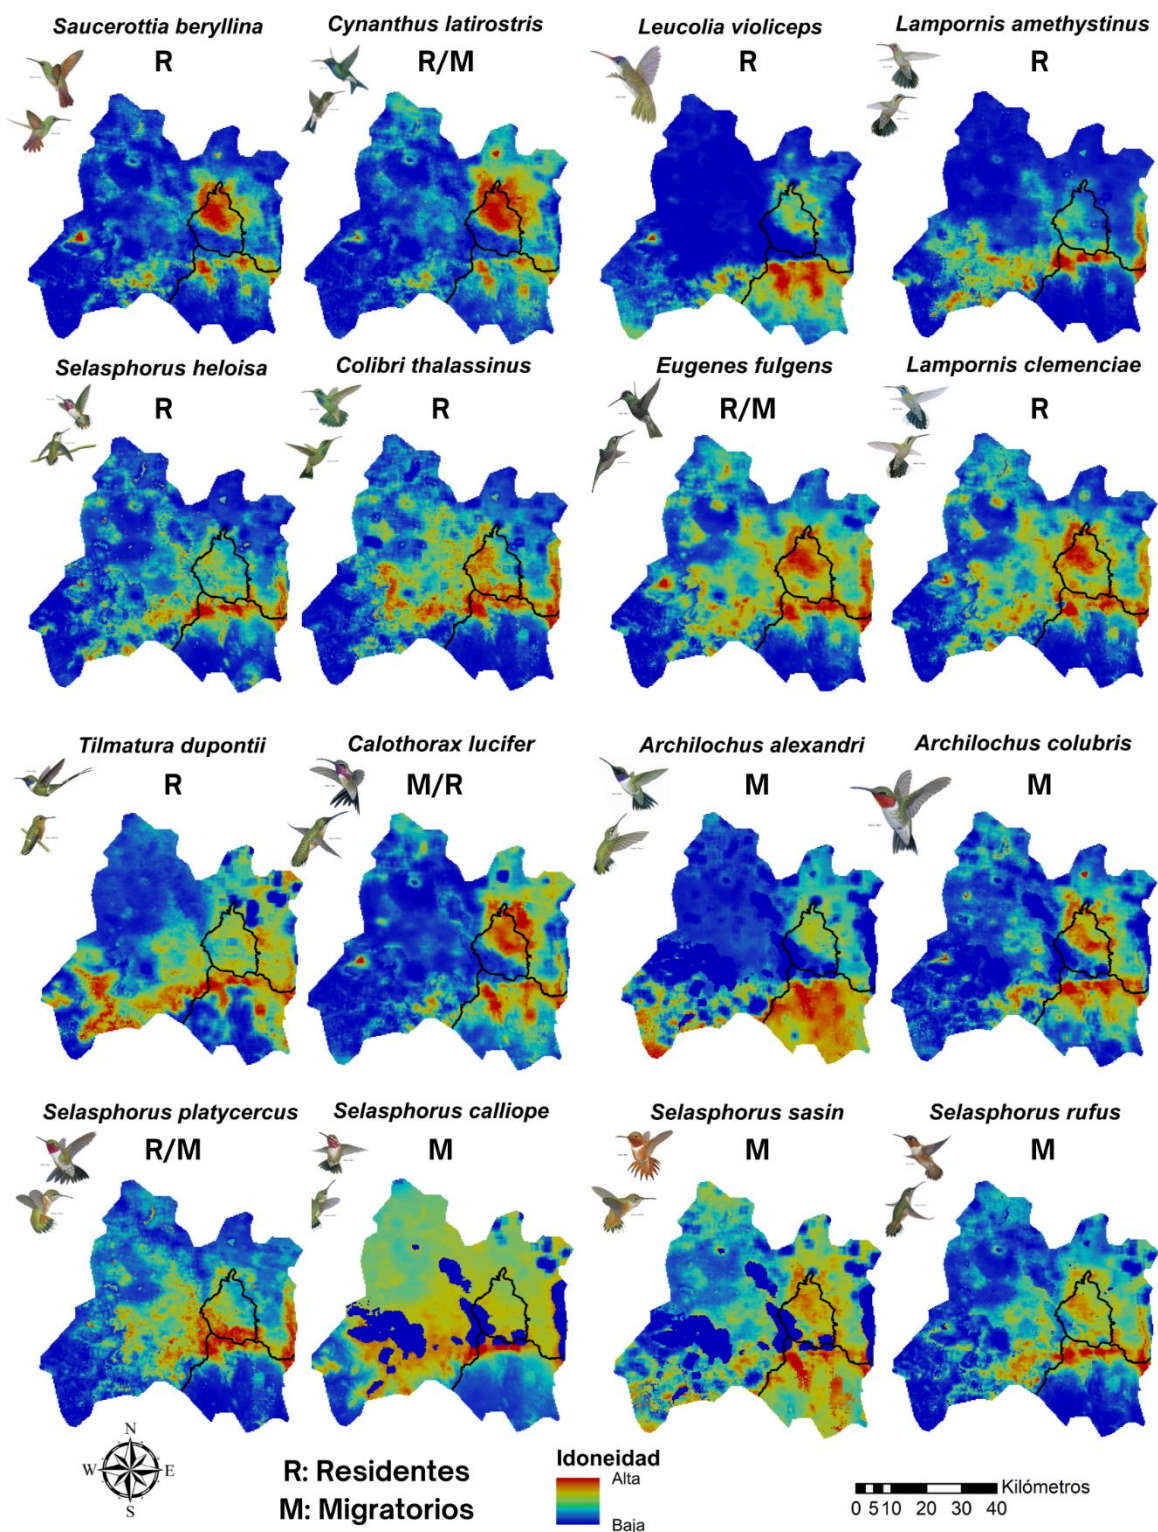 Saucerottia beryllina
R
Cynanthus latirostris
R/M
Leucolia violiceps
R
Lampornis amethystinus
R
Selasphorus heloisa
R
Colibri thalassinus
R
Eugenes fulgens
R/M
Lampornis clemenciae
R
Tilmatura dupontii
R
Calothorax lucifer
M/R
Archilochus alexandri
M
Archilochus colubris
M
Selasphorus platycercus
R/M
Selasphorus calliope
M
Selasphorus sasin
M
Selasphorus rufus
M
N
W E
S
R: Residentes
M: Migratorios
Idoneidad
Alta
Baja
Kilómetros
0 5 10 20 30 40